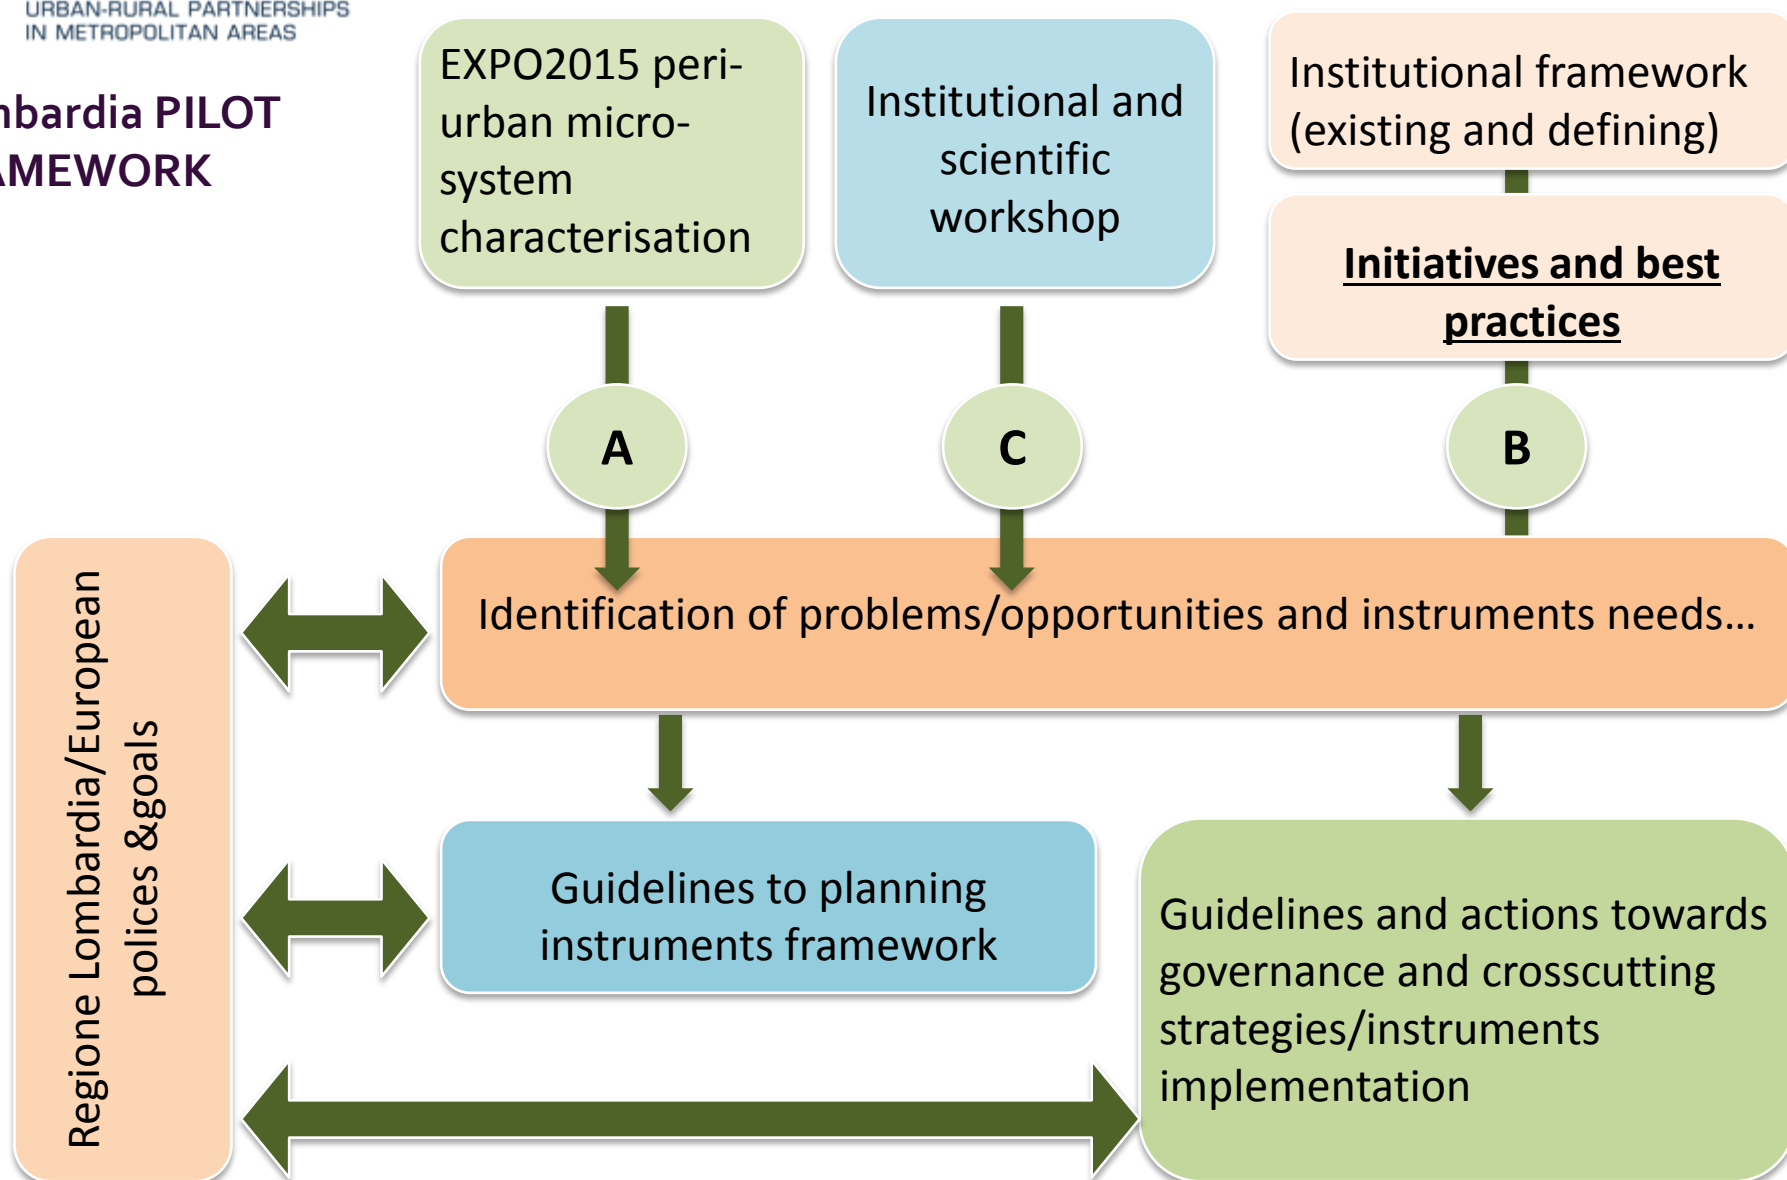 URBAN-RURAL PARTNERSHIPS
IN METROPOLITAN AREAS
mbardia PILOT
AMEWORK
EXPO2015 peri-
urban micro-
system
characterisation
Institutional and
scientific
workshop
Institutional framework
(existing and defining)
Initiatives and best
practices
A
C
B
Regione Lombardia/European
polices &goals
Identification of problems/opportunities and instruments needs...
Guidelines to planning
instruments framework
Guidelines and actions towards
governance and crosscutting
strategies/instruments
implementation